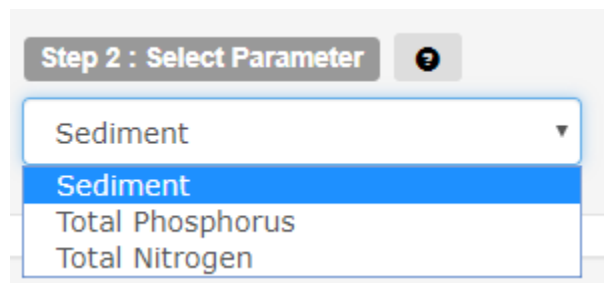 Step 2 : Select Parameter ?
Sediment
Sediment
Total Phosphorus
Total Nitrogen